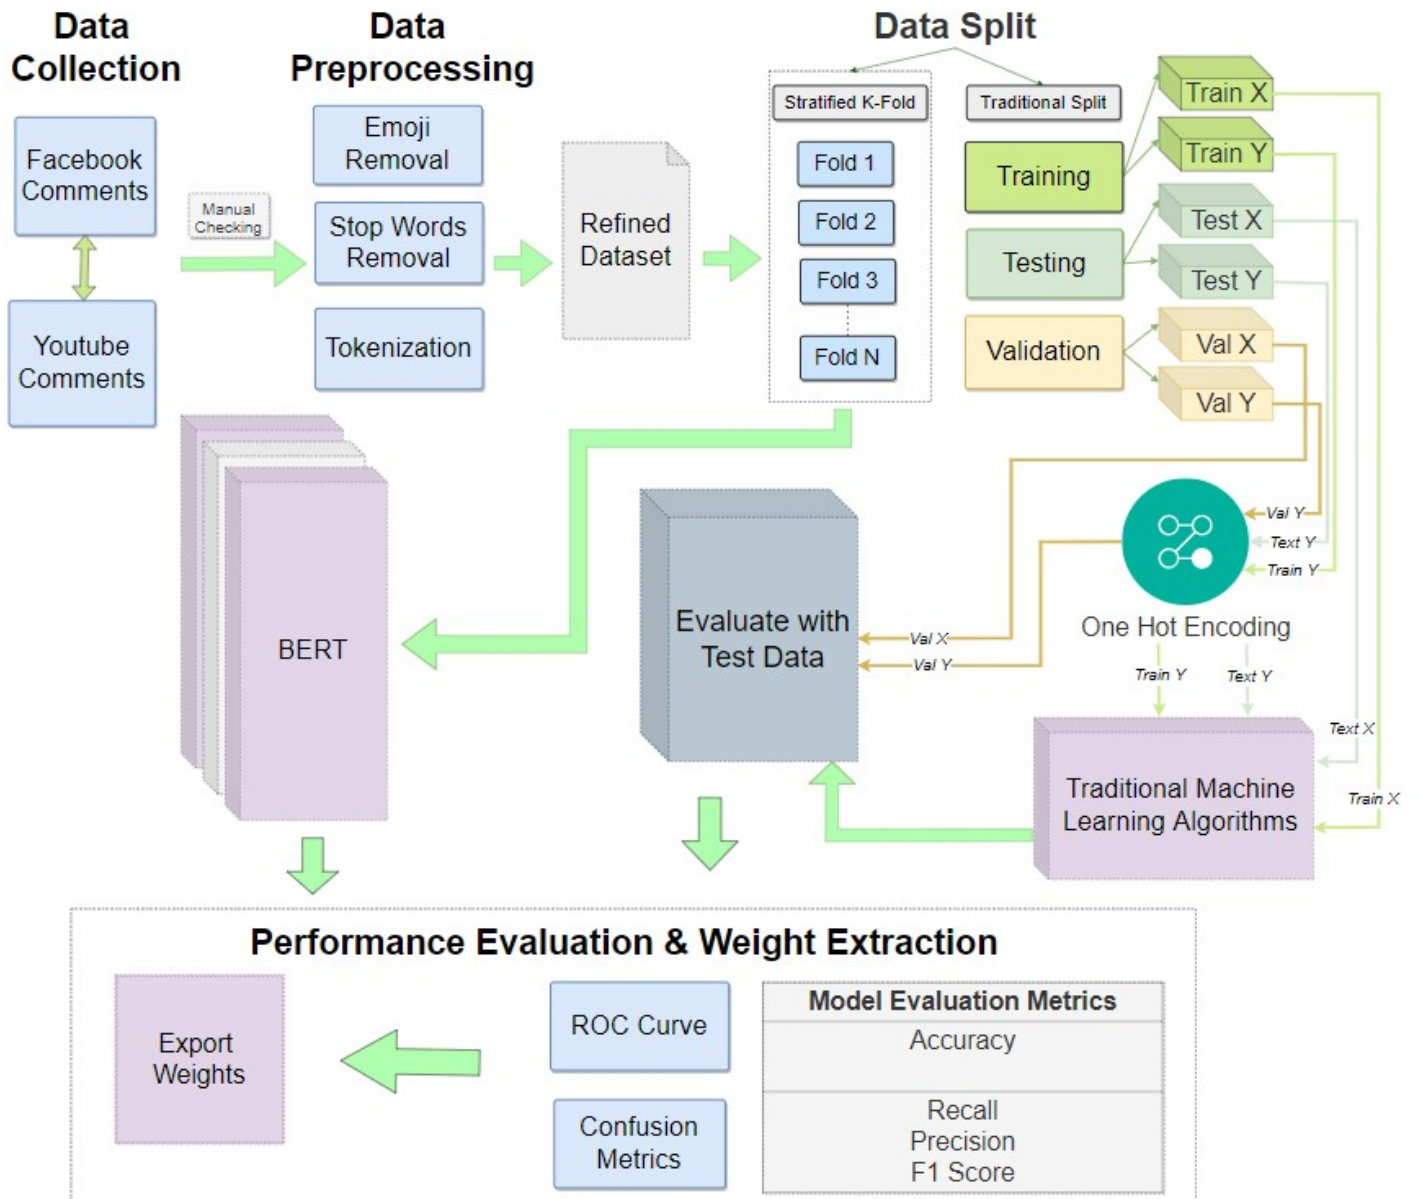 Data
Collection
Data
Preprocessing
Data Split
Facebook
Comments
Youtube
Comments
Manual
Checking
Emoji
Removal
Stop Words
Removal
Tokenization
Refined
Dataset
Stratified K-Fold
Fold 1
Fold 2
Fold 3
Fold N
Traditional Split
Training
Testing
Validation
Train X
Train Y
Test X
Test Y
Val X
Val Y
Val Y
Text Y
Train Y
One Hot Encoding
Train Y
Text Y
Text X
Train X
Val X
Val Y
BERT
Evaluate with
Test Data
Traditional Machine
Learning Algorithms
Performance Evaluation & Weight Extraction
Export
Weights
ROC Curve
Confusion
Metrics
Model Evaluation Metrics
Accuracy
Recall
Precision
F1 Score